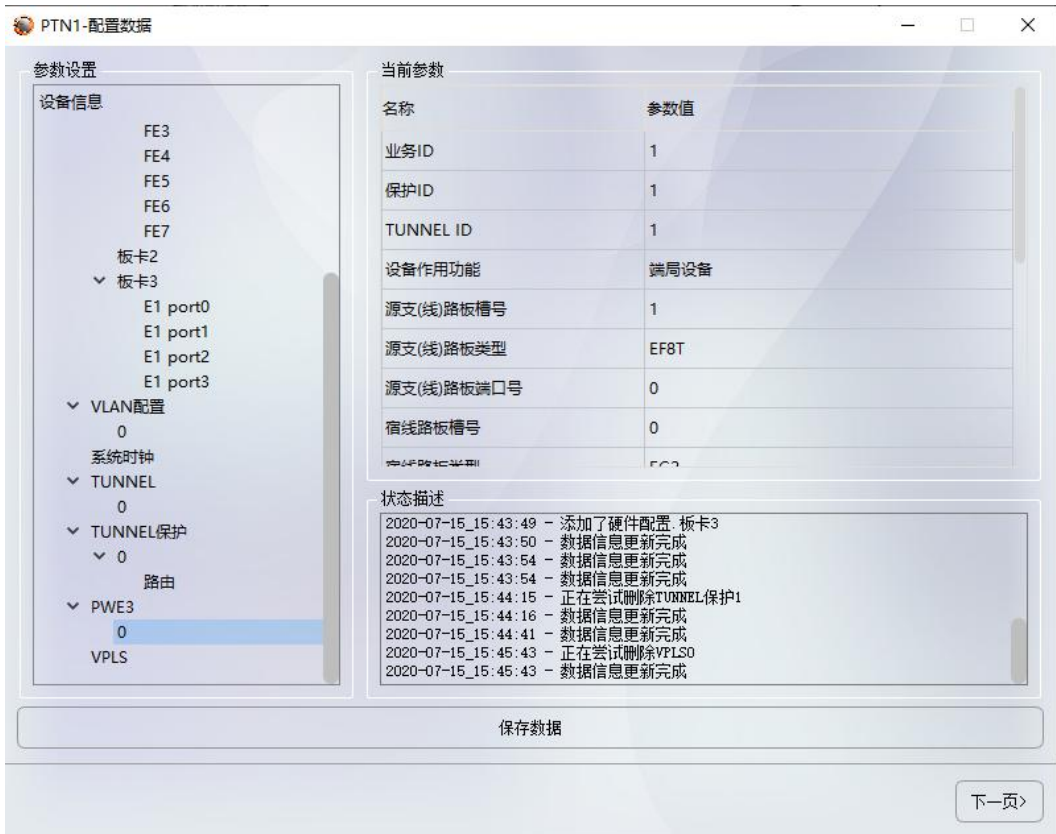 PTN1-配置数据
参数设置
设备信息
FE3
FE4
FE5
FE6
FE7
板卡2
板卡3
E1 port0
E1 port1
E1 port2
E1 port3
VLAN配置
0
系统时钟
TUNNEL
0
TUNNEL保护
0
路由
PWE3
0
VPLS
当前参数
名称 参数值
业务ID 1
保护ID 1
TUNNEL ID 1
设备作用功能 端局设备
源支(线)路板槽号 1
源支(线)路板类型 EF8T
源支(线)路板端口号 0
宿线路板槽号 0
宿线路板类型
状态描述
2020-07-15_15:43:49 - 添加了硬件配置.板卡3
2020-07-15_15:43:50 - 数据信息更新完成
2020-07-15_15:43:54 - 数据信息更新完成
2020-07-15_15:43:54 - 数据信息更新完成
2020-07-15_15:44:15 - 正在尝试删除TUNNEL保护1
2020-07-15_15:44:16 - 数据信息更新完成
2020-07-15_15:44:41 - 数据信息更新完成
2020-07-15_15:45:43 - 正在尝试删除VPLS0
2020-07-15_15:45:43 - 数据信息更新完成
保存数据
下一页>